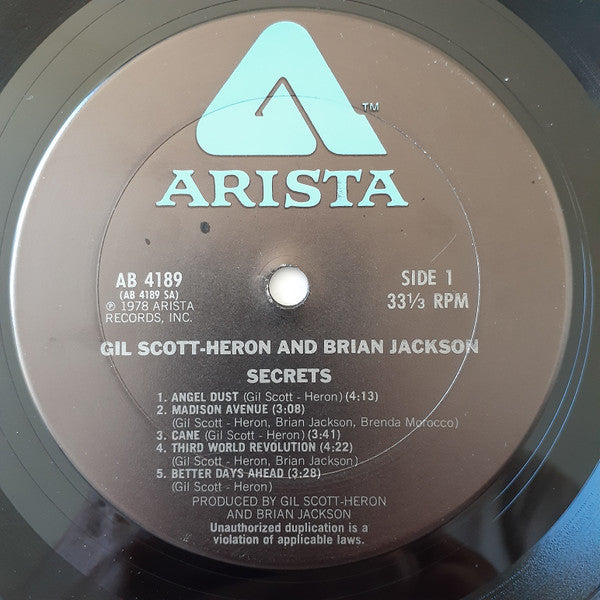 TM
ARISTA
AB 4189
(AB 4189 SA)
℗ 1978 ARISTA
RECORDS, INC.
SIDE 1
33⅓ RPM
GIL SCOTT-HERON AND BRIAN JACKSON
SECRETS
1. ANGEL DUST (Gil Scott - Heron) (4:13)
2. MADISON AVENUE (3:08)
(Gil Scott - Heron, Brian Jackson, Brenda Morocco)
3. CANE (Gil Scott - Heron) (3:41)
4. THIRD WORLD REVOLUTION (4:22)
(Gil Scott - Heron, Brian Jackson)
5. BETTER DAYS AHEAD (3:28)
(Gil Scott - Heron)
PRODUCED BY GIL SCOTT-HERON
AND BRIAN JACKSON
Unauthorized duplication is a
violation of applicable laws.